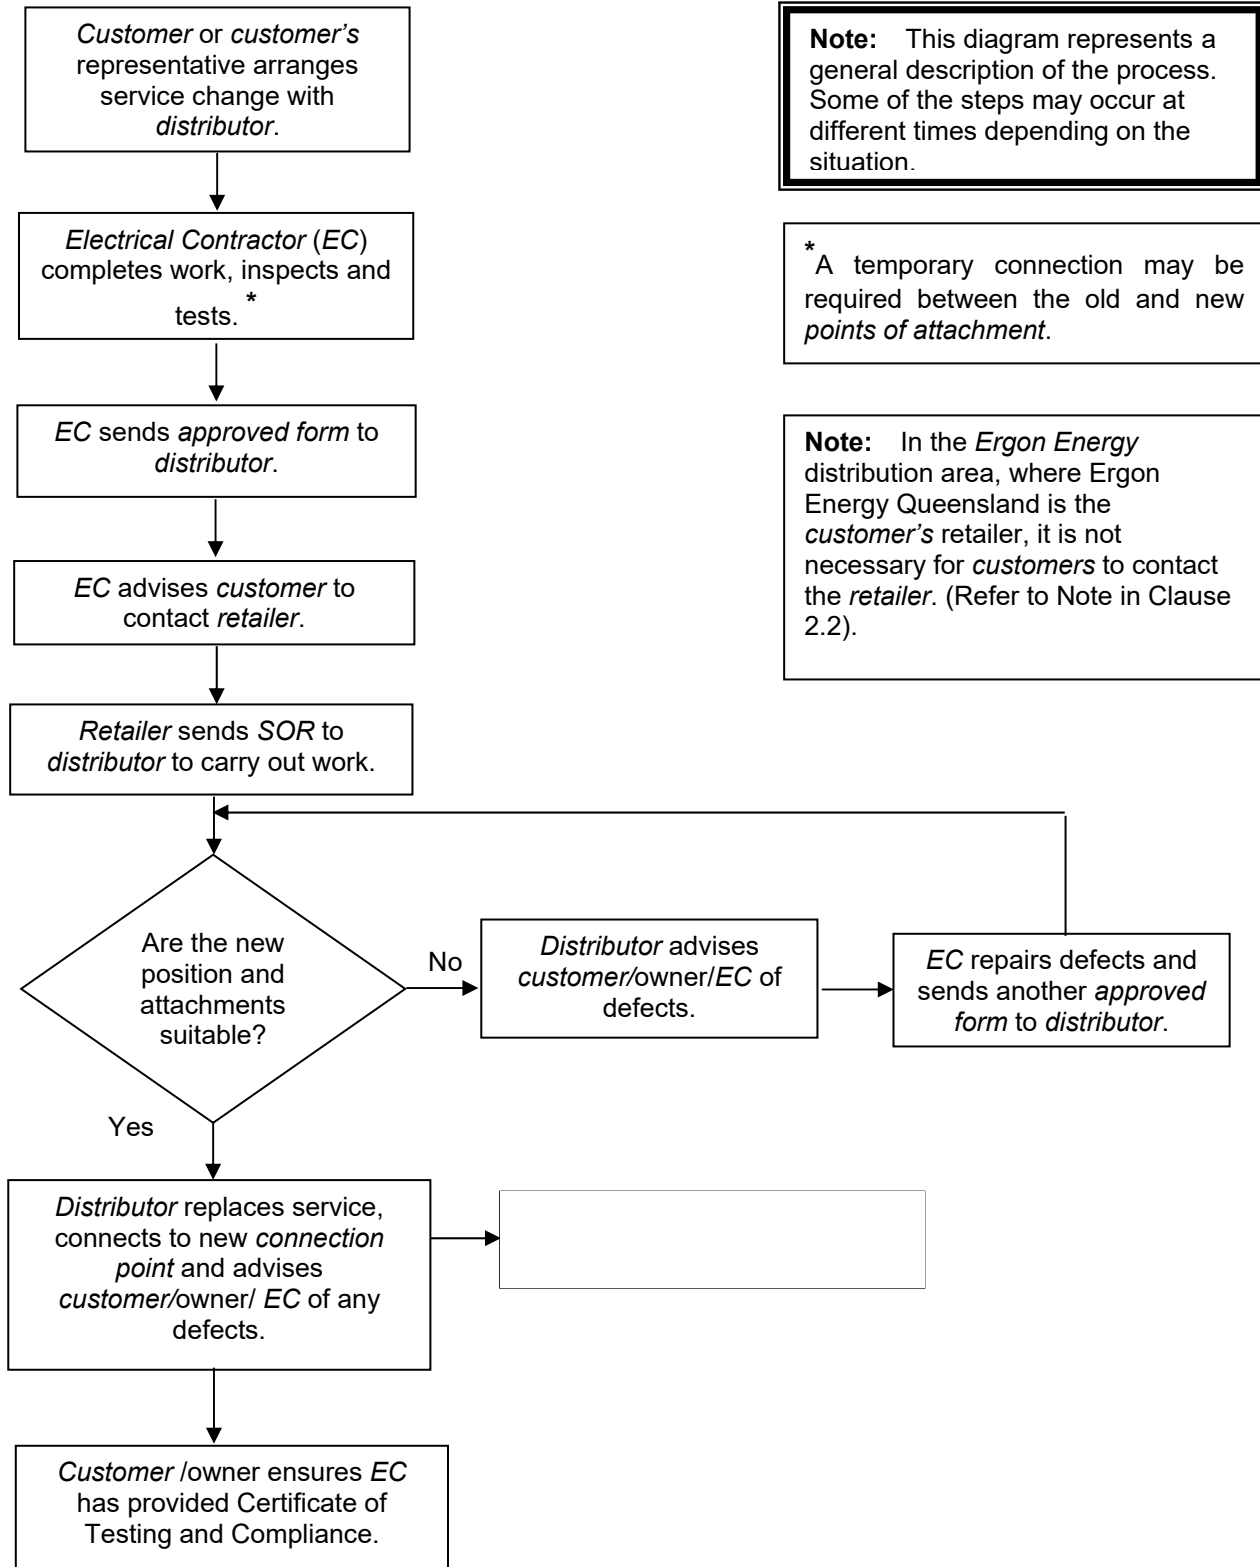 Customer or customer's
representative arranges
service change with
distributor.
Note: This diagram represents a
general description of the process.
Some of the steps may occur at
different times depending on the
situation.
Electrical Contractor (EC)
completes work, inspects and
tests. *
*A temporary connection may be
required between the old and new
points of attachment.
EC sends approved form to
distributor.
Note: In the Ergon Energy
distribution area, where Ergon
Energy Queensland is the
customer's retailer, it is not
necessary for customers to contact
the retailer. (Refer to Note in Clause
2.2).
EC advises customer to
contact retailer.
Retailer sends SOR to
distributor to carry out work.
Are the new
position and
attachments
suitable?
No
Distributor advises
customer/owner/EC of
defects.
EC repairs defects and
sends another approved
form to distributor.
Yes
Distributor replaces service,
connects to new connection
point and advises
customer/owner/ EC of any
defects.
Customer /owner ensures EC
has provided Certificate of
Testing and Compliance.